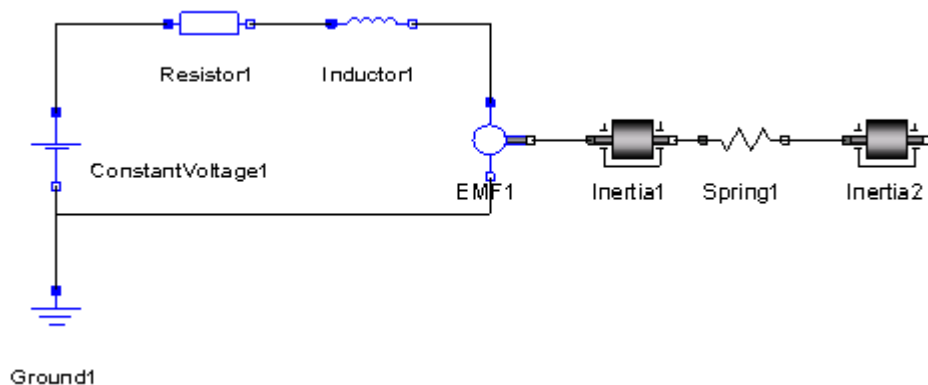 Resistor1
Inductor1
ConstantVoltage1
EMF1
Inertia1
Spring1
Inertia2
Ground1